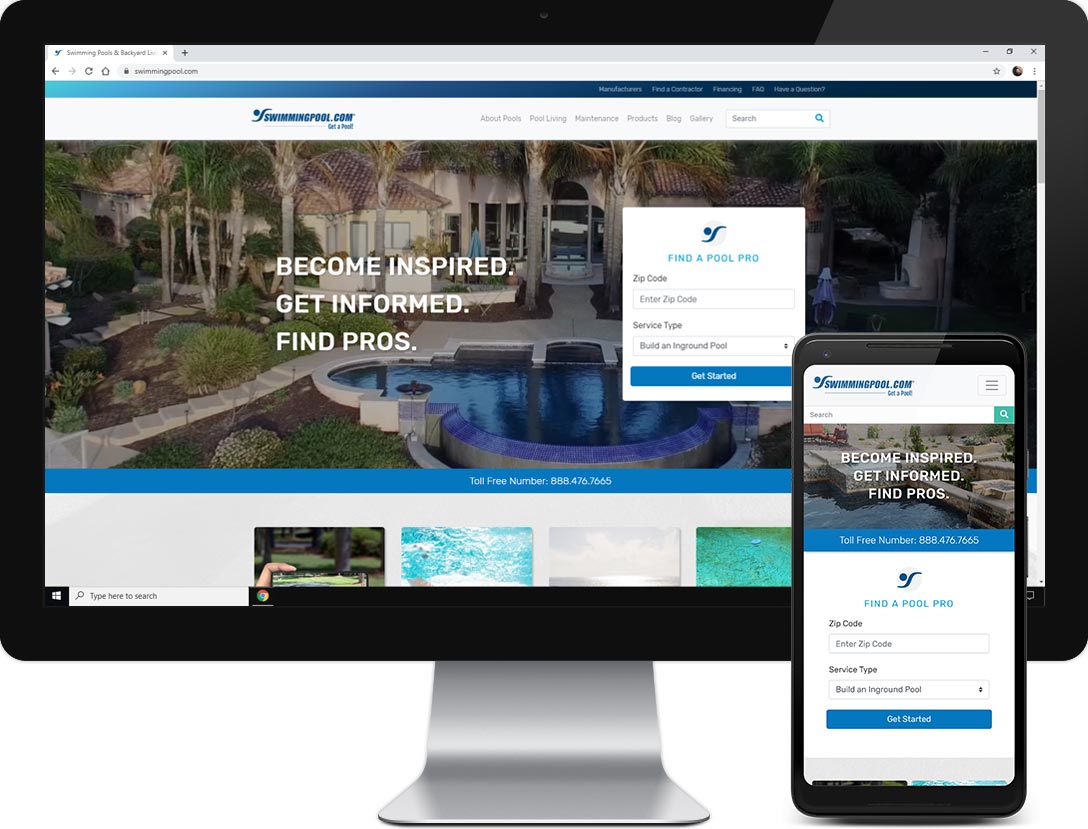 Swimming Pools & Backyard Liv
swimmingpool.com
Manufacturers Find a Contractor Financing FAQ Have a Question?
SWIMMINGPOOL.COM
Get a Pool!
About Pools Pool Living Maintenance Products Blog Gallery Search
BECOME INSPIRED.
GET INFORMED.
FIND PROS.
FIND A POOL PRO
Zip Code
Enter Zip Code
Service Type
Build an Inground Pool
Get Started
Toll Free Number: 888.476.7665
Type here to search
SWIMMINGPOOL.COM
Get a Pool!
Search
BECOME INSPIRED.
GET INFORMED.
FIND PROS.
Toll Free Number: 888.476.7665
FIND A POOL PRO
Zip Code
Enter Zip Code
Service Type
Build an Inground Pool
Get Started